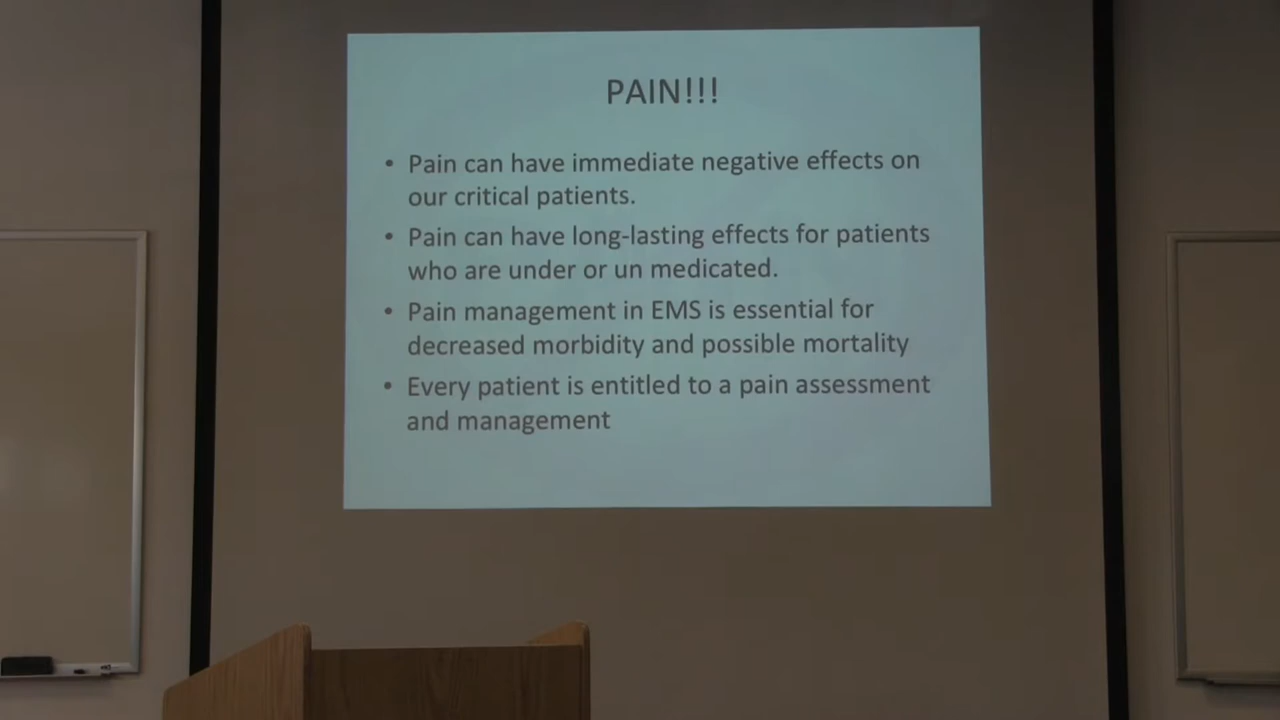 PAIN!!!
• Pain can have immediate negative effects on
our critical patients.
• Pain can have long-lasting effects for patients
who are under or un medicated.
• Pain management in EMS is essential for
decreased morbidity and possible mortality
• Every patient is entitled to a pain assessment
and management